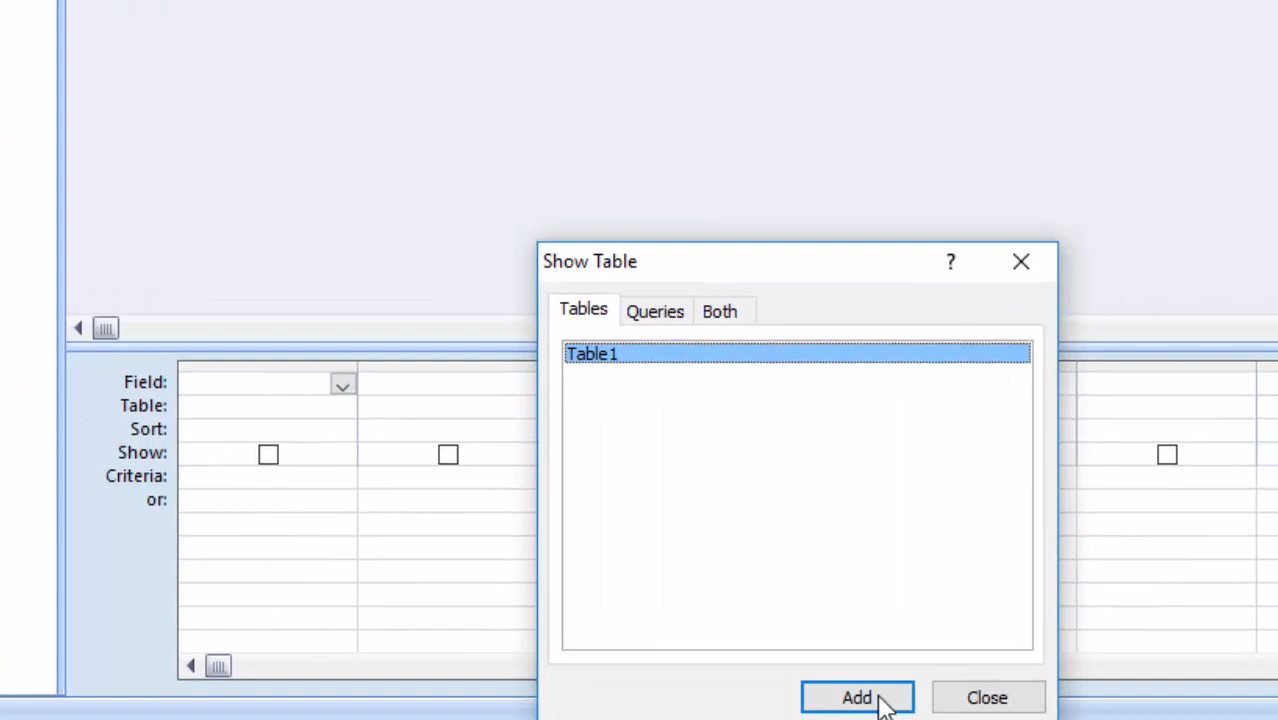 Show Table
?
Tables
Queries
Both
Table1
Field:
Table:
Sort:
Show:
Criteria:
or:
Add
Close